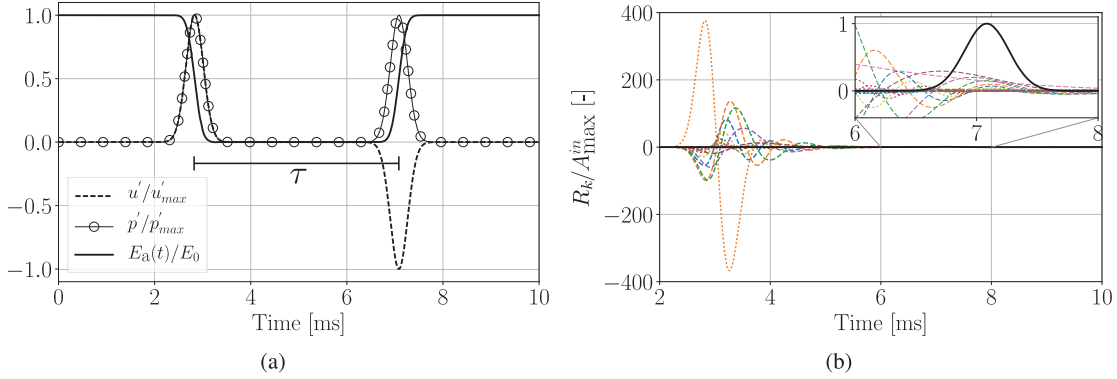 1.0
0.5
0.0
−0.5
−1.0
0 2 4 6 8 10
Time [ms]
τ
u′/u′max
p′/p′max
Ea(t)/E0
(a)
400
200
0
−200
−400
2 4 6 8 10
Time [ms]
Rk/A^in_max [-]
1
0
6 7 8
(b)